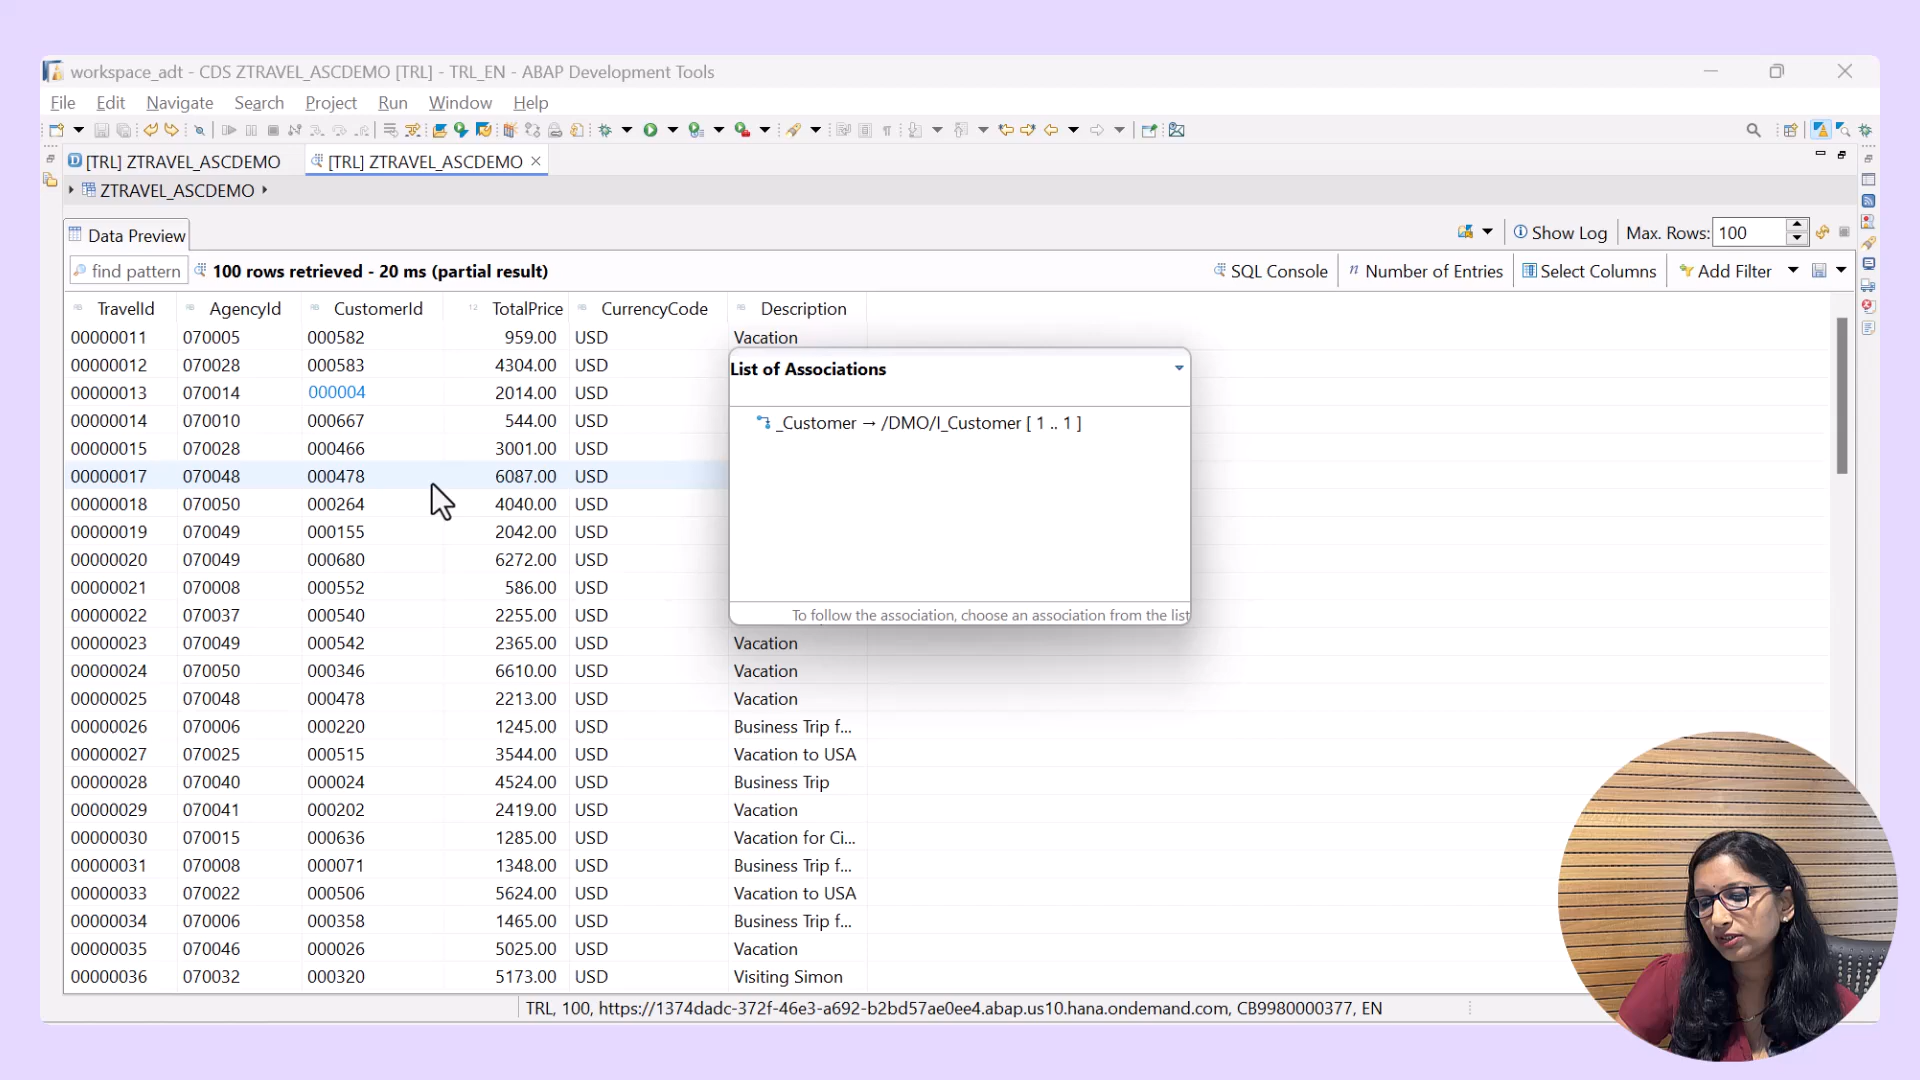 workspace_adt - CDS ZTRAVEL_ASCDEMO [TRL] - TRL_EN - ABAP Development Tools
File Edit Navigate Search Project Run Window Help
[TRL] ZTRAVEL_ASCDEMO [TRL] ZTRAVEL_ASCDEMO
ZTRAVEL_ASCDEMO
Data Preview Show Log Max. Rows: 100
find pattern 100 rows retrieved - 20 ms (partial result) SQL Console Number of Entries Select Columns Add Filter
TravelId AgencyId CustomerId TotalPrice CurrencyCode Description
00000011 070005 000582 959.00 USD Vacation
00000012 070028 000583 4304.00 USD
00000013 070014 000004 2014.00 USD
00000014 070010 000667 544.00 USD
00000015 070028 000466 3001.00 USD
00000017 070048 000478 6087.00 USD
00000018 070050 000264 4040.00 USD
00000019 070049 000155 2042.00 USD
00000020 070049 000680 6272.00 USD
00000021 070008 000552 586.00 USD
00000022 070037 000540 2255.00 USD
00000023 070049 000542 2365.00 USD Vacation
00000024 070050 000346 6610.00 USD Vacation
00000025 070048 000478 2213.00 USD Vacation
00000026 070006 000220 1245.00 USD Business Trip f...
00000027 070025 000515 3544.00 USD Vacation to USA
00000028 070040 000024 4524.00 USD Business Trip
00000029 070041 000202 2419.00 USD Vacation
00000030 070015 000636 1285.00 USD Vacation for Ci...
00000031 070008 000071 1348.00 USD Business Trip f...
00000033 070022 000506 5624.00 USD Vacation to USA
00000034 070006 000358 1465.00 USD Business Trip f...
00000035 070046 000026 5025.00 USD Vacation
00000036 070032 000320 5173.00 USD Visiting Simon
List of Associations
_Customer → /DMO/I_Customer [ 1 .. 1 ]
To follow the association, choose an association from the list
TRL, 100, https://1374dadc-372f-46e3-a692-b2bd57ae0ee4.abap.us10.hana.ondemand.com, CB9980000377, EN